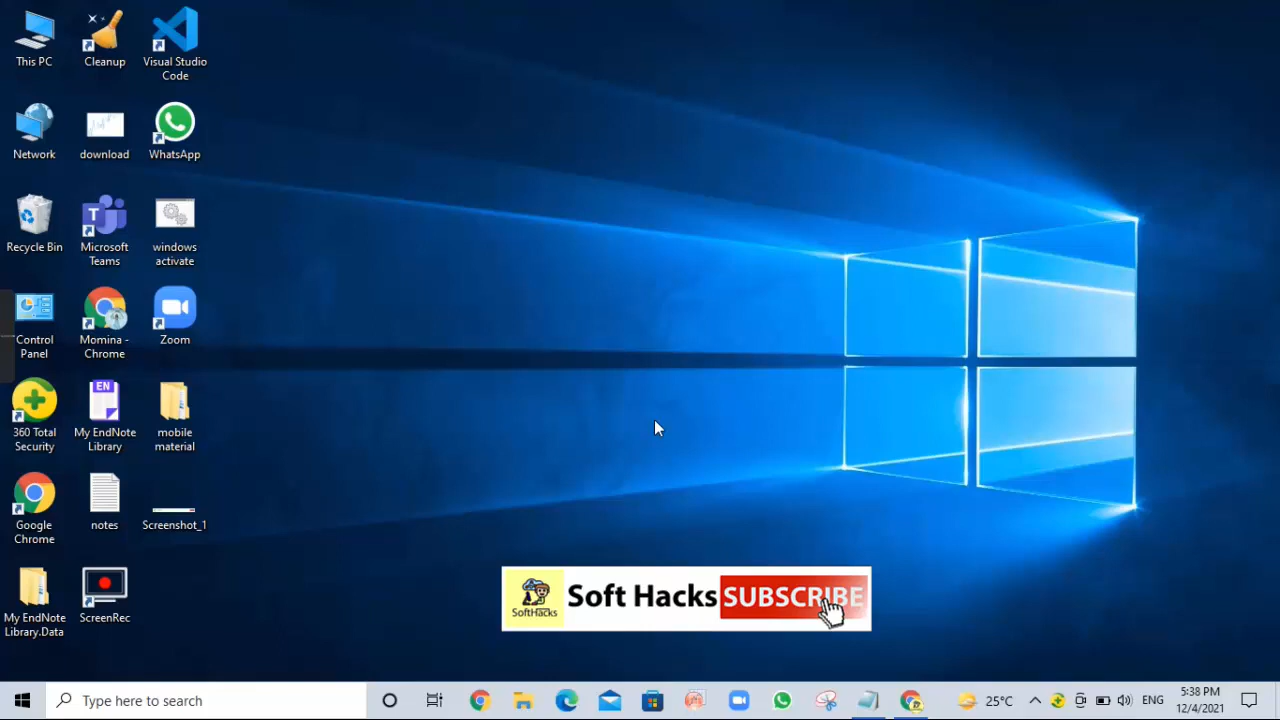 This PC
Cleanup
Visual Studio
Code
Network
download
WhatsApp
Recycle Bin
T
Microsoft
Teams
windows
activate
Control
Panel
Momina -
Chrome
Zoom
360 Total
Security
EN
My EndNote
Library
mobile
material
Google
Chrome
notes
Screenshot_1
My EndNote
Library.Data
ScreenRec
SoftHacks
Soft Hacks
SUBSCRIBE
Type here to search
25°C
ENG
5:38 PM
12/4/2021